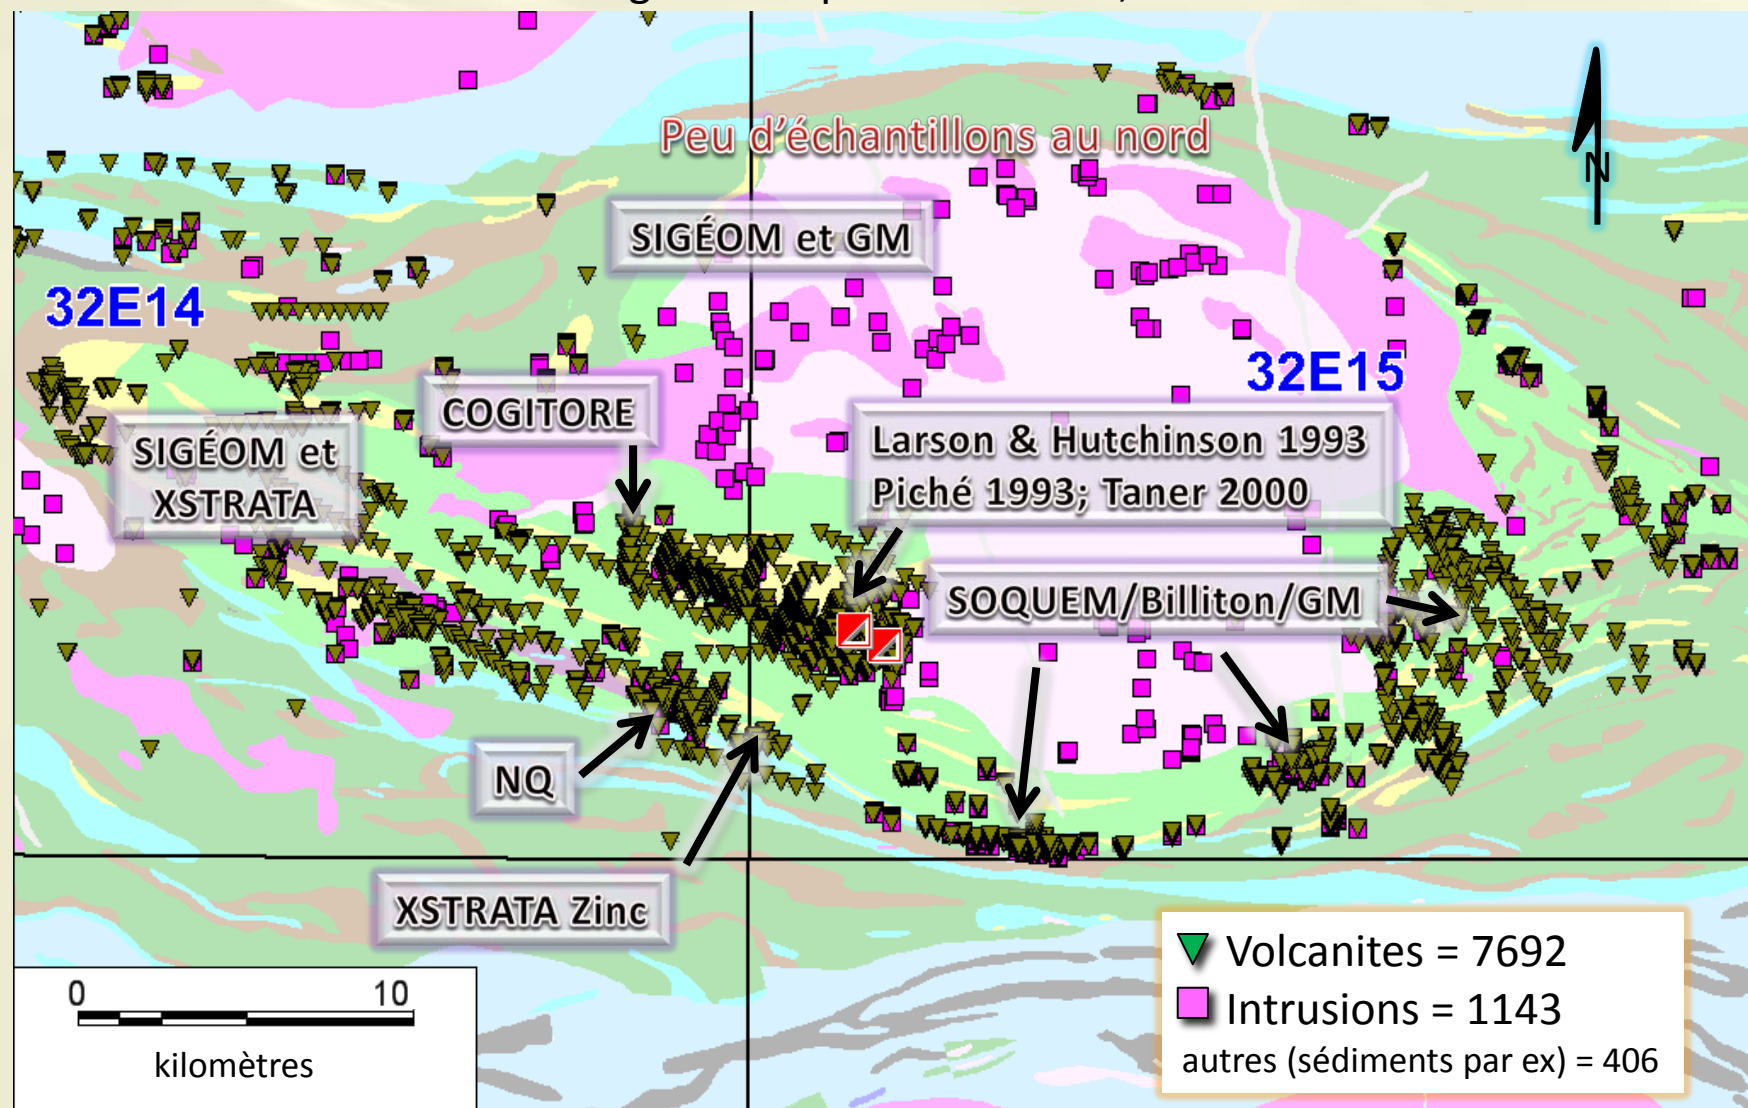 Peu d'échantillons au nord
N
SIGÉOM et GM
32E14
32E15
COGITORE
Larson & Hutchinson 1993
Piché 1993; Taner 2000
SIGÉOM et
XSTRATA
SOQUEM/Billiton/GM
NQ
XSTRATA Zinc
Volcanites = 7692
Intrusions = 1143
autres (sédiments par ex) = 406
0 10
kilomètres